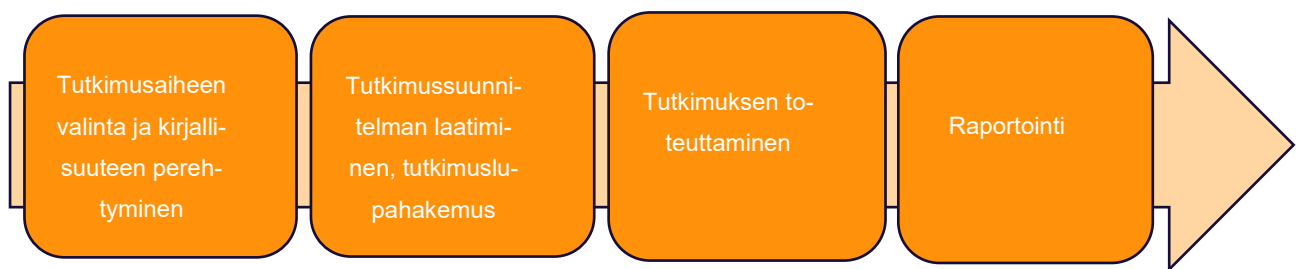 Tutkimusaiheen
valinta ja kirjalli-
suuteen pereh-
tyminen
Tutkimussuunni-
telman laatimi-
nen, tutkimuslu-
pahakemus
Tutkimuksen to-
teuttaminen
Raportointi